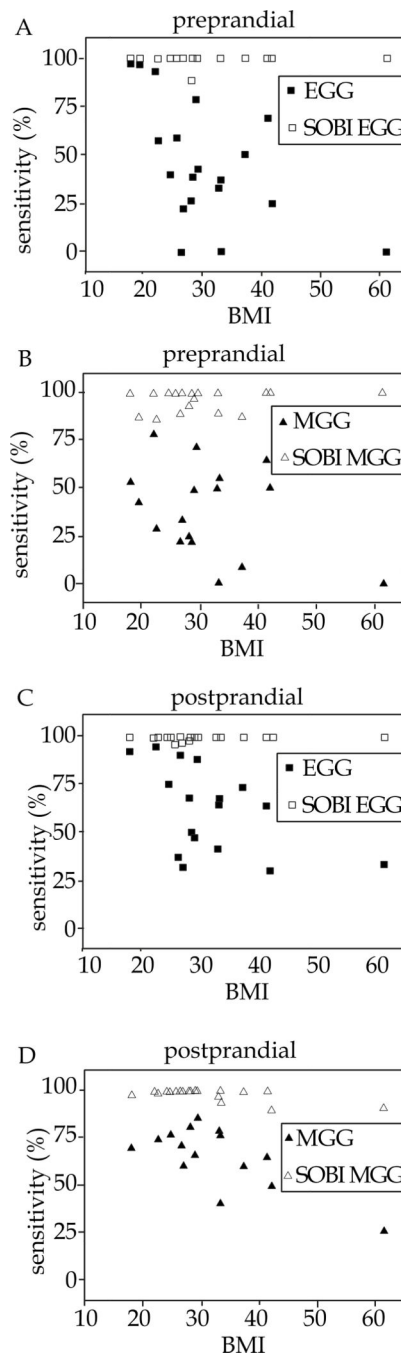 A
preprandial
100
75
50
25
0
sensitivity (%)
EGG
SOBI EGG
10 20 30 40 50 60
BMI
B
preprandial
100
75
50
25
0
sensitivity (%)
MGG
SOBI MGG
10 20 30 40 50 60
BMI
C
postprandial
100
75
50
25
0
sensitivity (%)
EGG
SOBI EGG
10 20 30 40 50 60
BMI
D
postprandial
100
75
50
25
0
sensitivity (%)
MGG
SOBI MGG
10 20 30 40 50 60
BMI